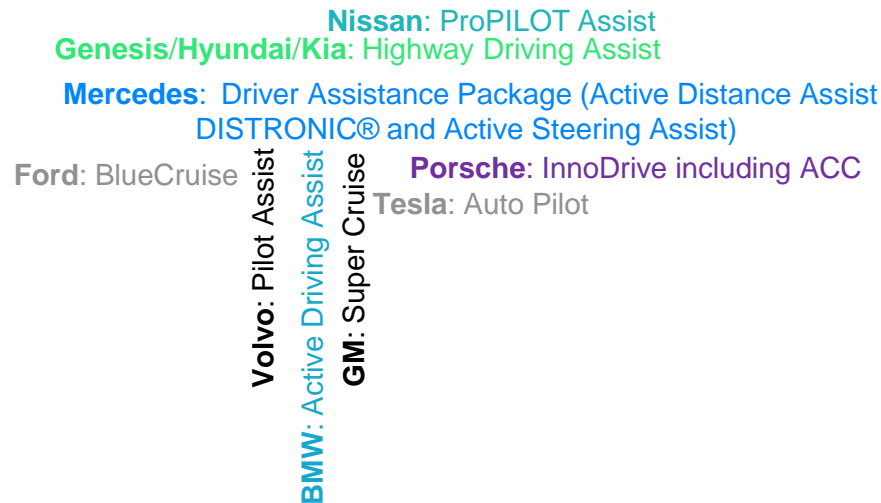 Nissan: ProPILOT Assist
Genesis/Hyundai/Kia: Highway Driving Assist
Mercedes: Driver Assistance Package (Active Distance Assist
DISTRONIC® and Active Steering Assist)
Ford: BlueCruise
Volvo: Pilot Assist
BMW: Active Driving Assist
GM: Super Cruise
Porsche: InnoDrive including ACC
Tesla: Auto Pilot